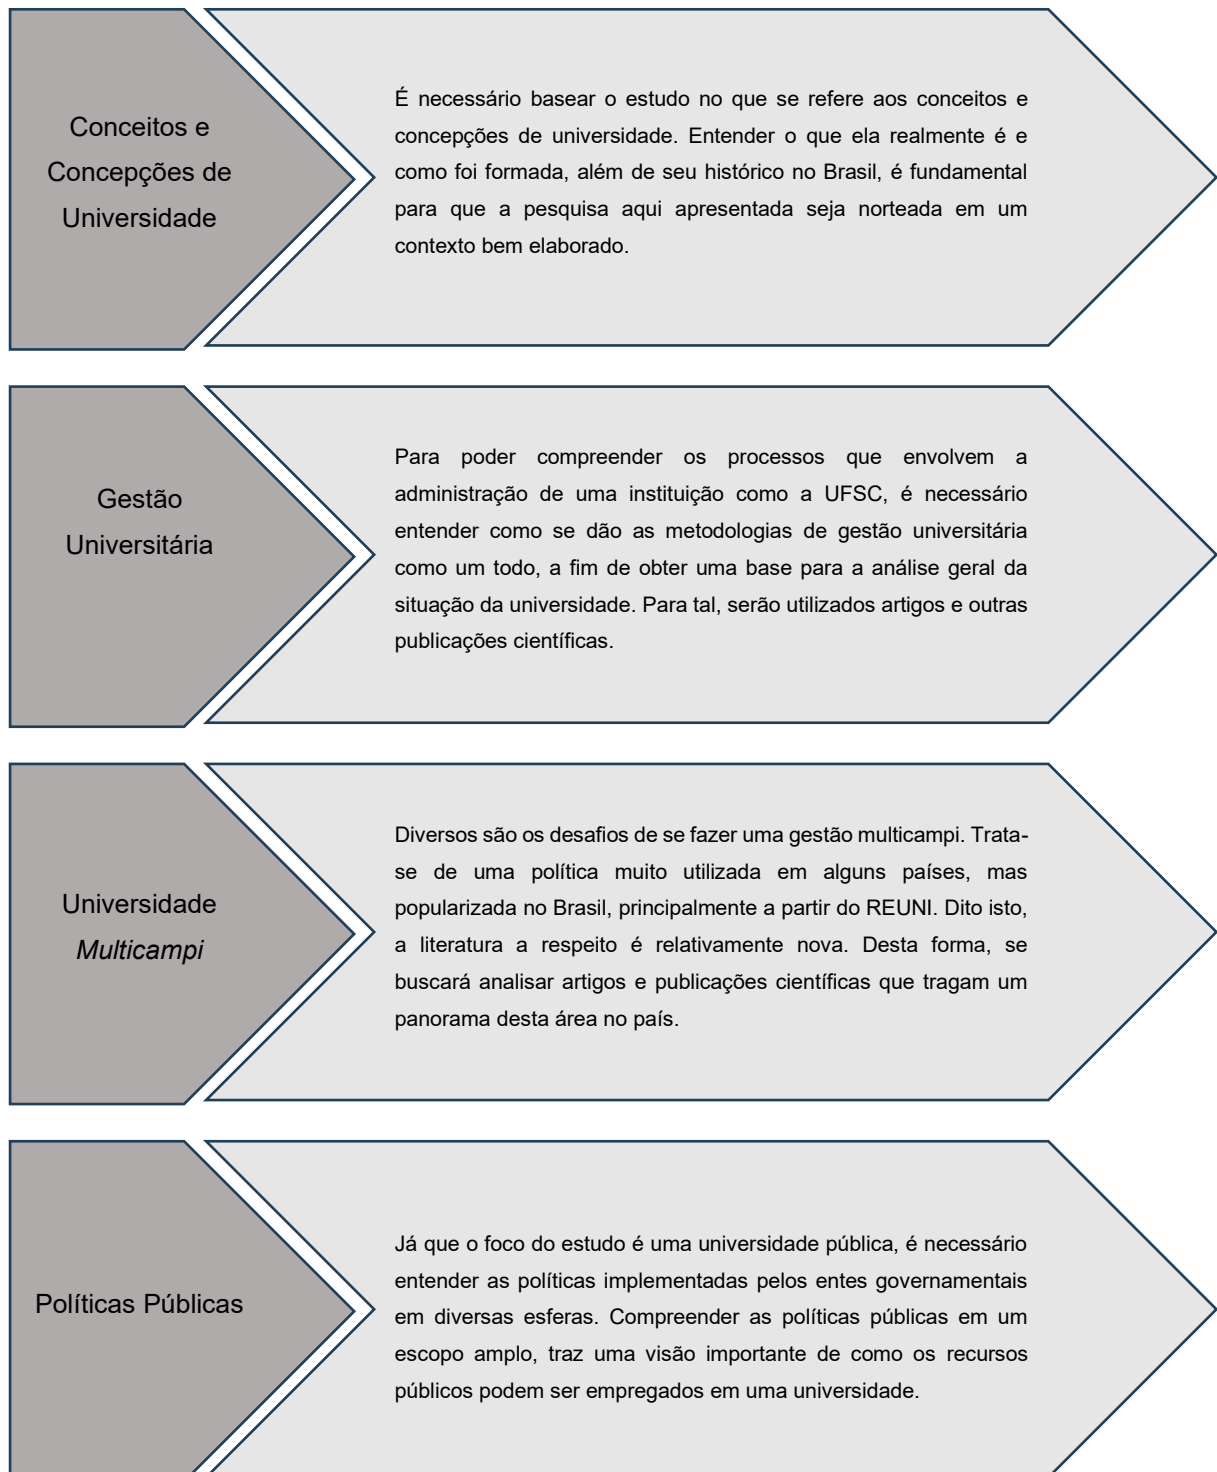 Conceitos e
Concepções de
Universidade
É necessário basear o estudo no que se refere aos conceitos e
concepções de universidade. Entender o que ela realmente é e
como foi formada, além de seu histórico no Brasil, é fundamental
para que a pesquisa aqui apresentada seja norteada em um
contexto bem elaborado.
Gestão
Universitária
Para poder compreender os processos que envolvem a
administração de uma instituição como a UFSC, é necessário
entender como se dão as metodologias de gestão universitária
como um todo, a fim de obter uma base para a análise geral da
situação da universidade. Para tal, serão utilizados artigos e outras
publicações científicas.
Universidade
Multicampi
Diversos são os desafios de se fazer uma gestão multicampi. Trata-
se de uma política muito utilizada em alguns países, mas
popularizada no Brasil, principalmente a partir do REUNI. Dito isto,
a literatura a respeito é relativamente nova. Desta forma, se
buscará analisar artigos e publicações científicas que tragam um
panorama desta área no país.
Políticas Públicas
Já que o foco do estudo é uma universidade pública, é necessário
entender as políticas implementadas pelos entes governamentais
em diversas esferas. Compreender as políticas públicas em um
escopo amplo, traz uma visão importante de como os recursos
públicos podem ser empregados em uma universidade.